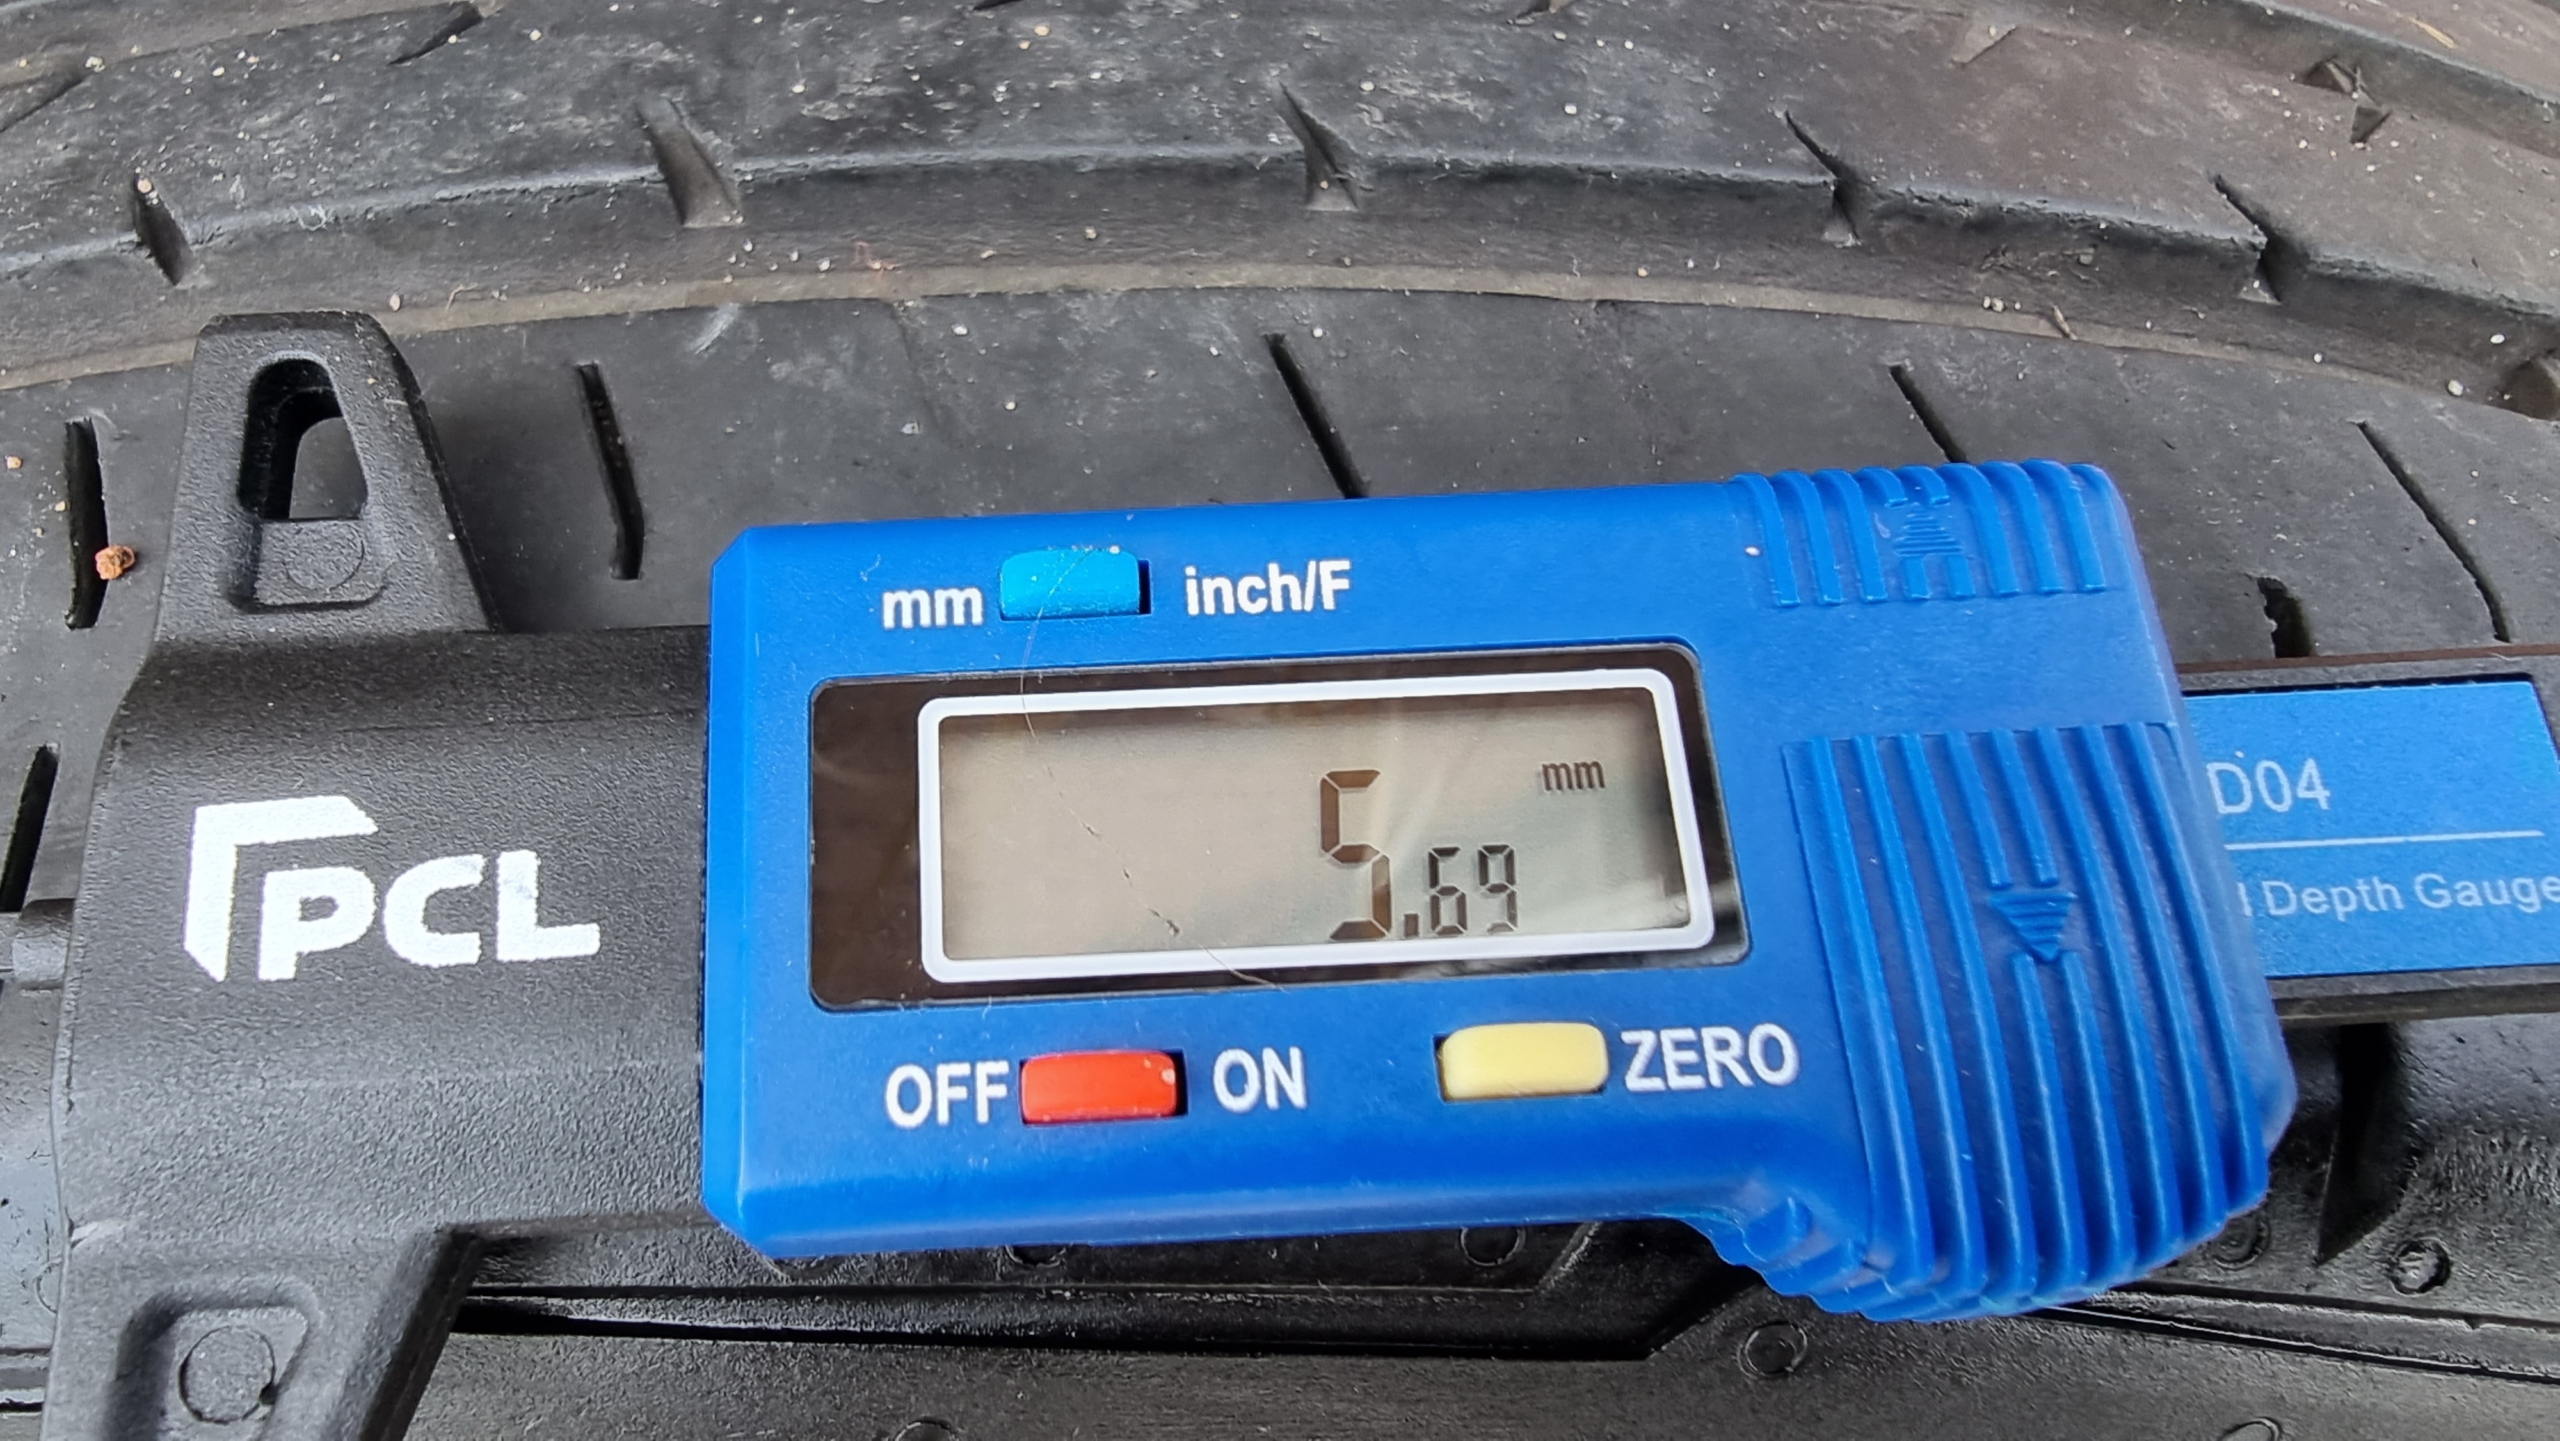 mm inch/F
mm
5.69
PCL
OFF ON ZERO
D04
Depth Gauge